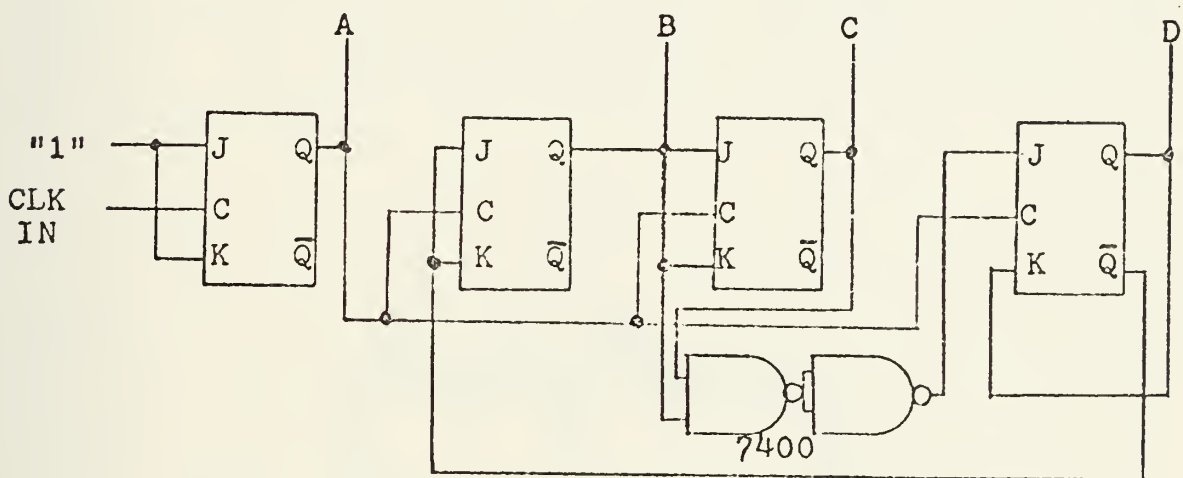 A B C D
"1" J Q J Q J Q J Q
CLK C C C C
IN K Q̅ K Q̅ K Q̅ K Q̅
7400